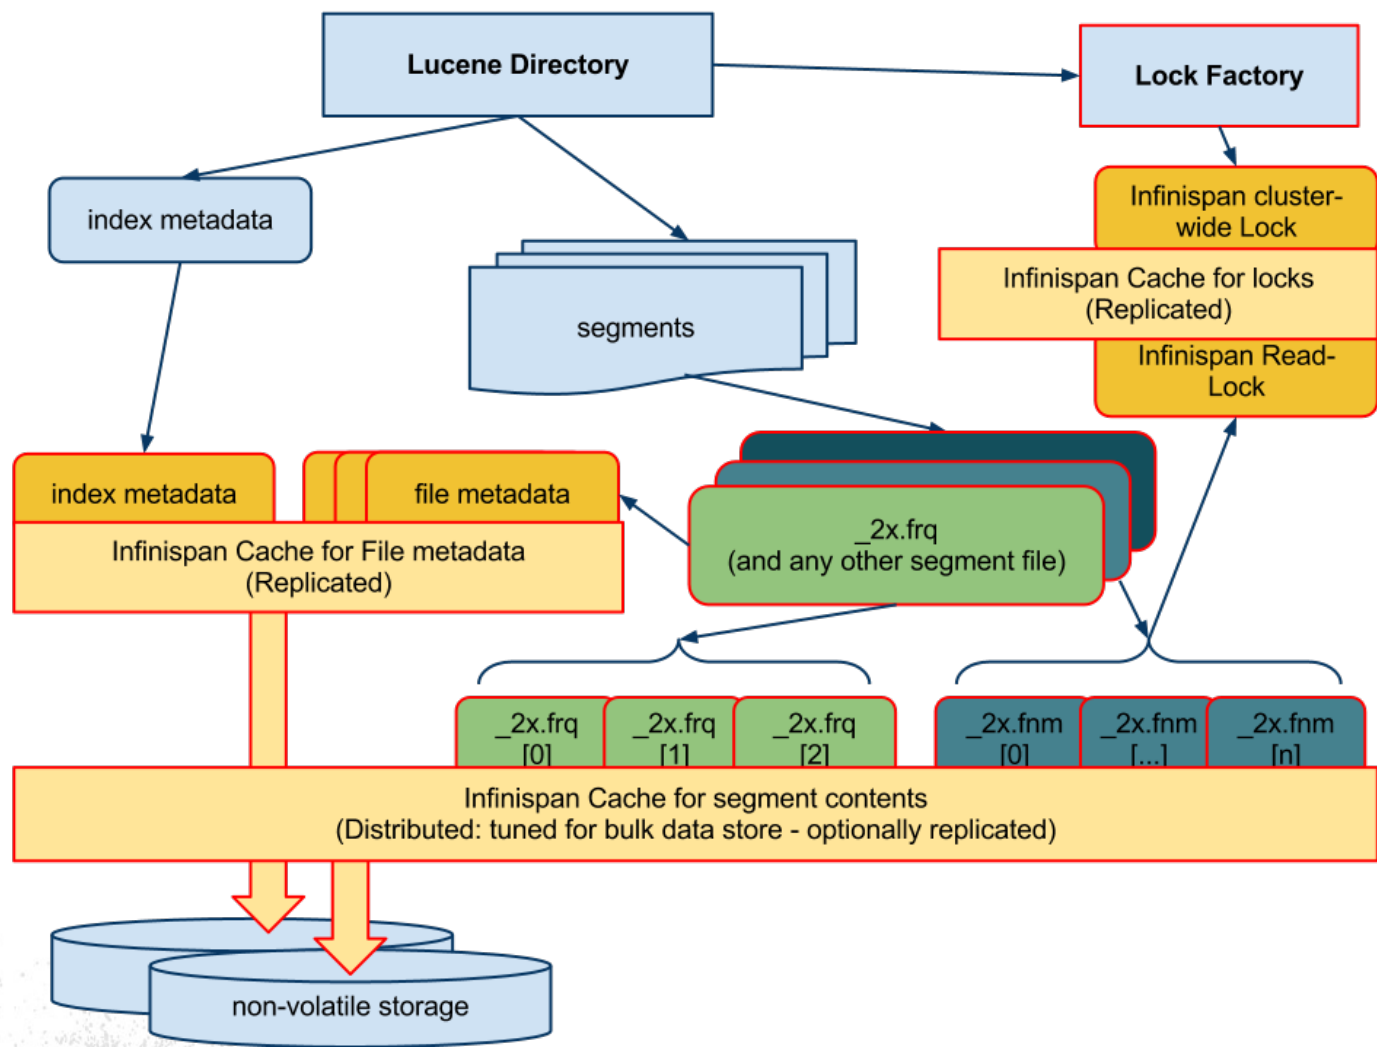 Lucene Directory
Lock Factory
index metadata
Infinispan cluster-
wide Lock
Infinispan Cache for locks
(Replicated)
Infinispan Read-
Lock
segments
index metadata
file metadata
Infinispan Cache for File metadata
(Replicated)
_2x.frq
(and any other segment file)
_2x.frq
[0]
_2x.frq
[1]
_2x.frq
[2]
_2x.fnm
[0]
_2x.fnm
[...]
_2x.fnm
[n]
Infinispan Cache for segment contents
(Distributed: tuned for bulk data store - optionally replicated)
non-volatile storage